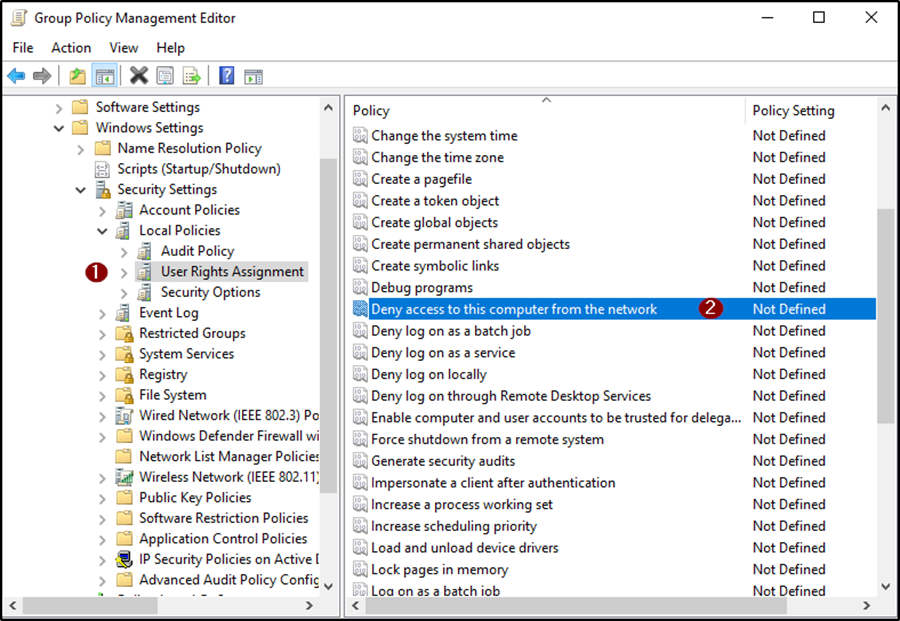 Group Policy Management Editor
File Action View Help
Software Settings
Windows Settings
Name Resolution Policy
Scripts (Startup/Shutdown)
Security Settings
Account Policies
Local Policies
Audit Policy
1 User Rights Assignment
Security Options
Event Log
Restricted Groups
System Services
Registry
File System
Wired Network (IEEE 802.3) Po
Windows Defender Firewall wi
Network List Manager Policies
Wireless Network (IEEE 802.11)
Public Key Policies
Software Restriction Policies
Application Control Policies
IP Security Policies on Active D
Advanced Audit Policy Config
Policy Policy Setting
Change the system time Not Defined
Change the time zone Not Defined
Create a pagefile Not Defined
Create a token object Not Defined
Create global objects Not Defined
Create permanent shared objects Not Defined
Create symbolic links Not Defined
Debug programs Not Defined
Deny access to this computer from the network 2 Not Defined
Deny log on as a batch job Not Defined
Deny log on as a service Not Defined
Deny log on locally Not Defined
Deny log on through Remote Desktop Services Not Defined
Enable computer and user accounts to be trusted for delega... Not Defined
Force shutdown from a remote system Not Defined
Generate security audits Not Defined
Impersonate a client after authentication Not Defined
Increase a process working set Not Defined
Increase scheduling priority Not Defined
Load and unload device drivers Not Defined
Lock pages in memory Not Defined
Log on as a batch job Not Defined